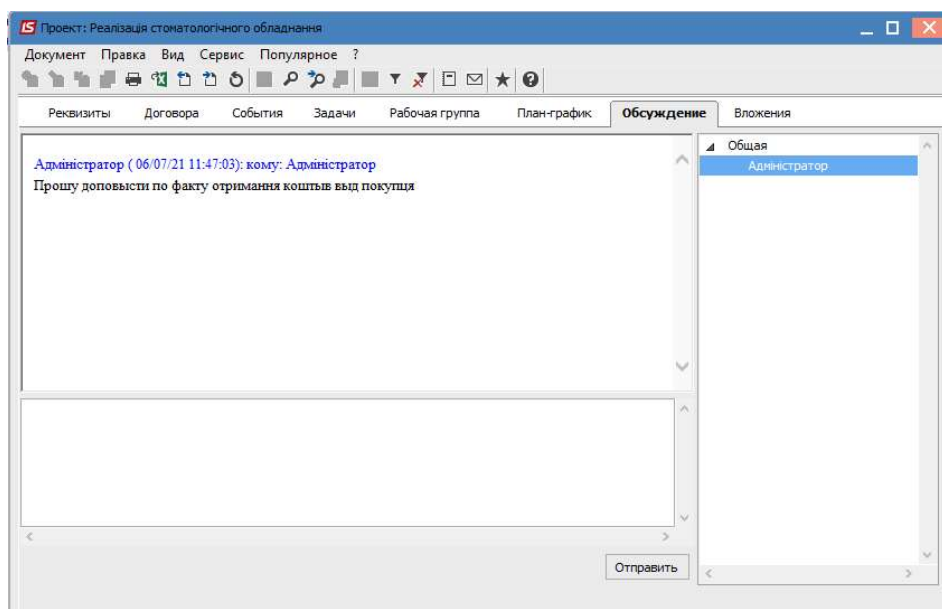 Проект: Реалізація стоматологічного обладнання
Документ Правка Вид Сервис Популярное ?
Реквизиты Договора События Задачи Рабочая группа План-график Обсуждение Вложения
Адміністратор ( 06/07/21 11:47:03): кому: Адміністратор
Прошу доповысти по факту отримання коштыв выд покупця
Общая
Адміністратор
Отправить